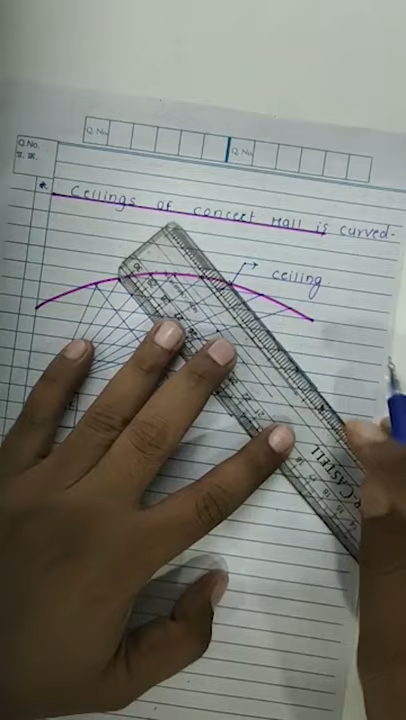 Q.No.
Q.No.
Q.No.
Ceilings of concert Hall is curved-
ceiling.
R-CASTELL